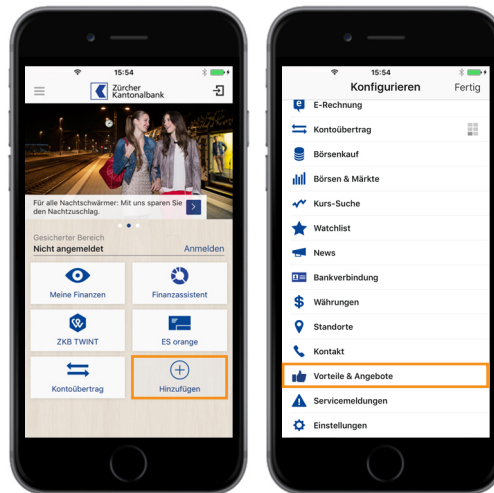 15:54
Zürcher
Kantonalbank
Für alle Nachtschwärmer: Mit uns sparen Sie
den Nachtzuschlag.
Gesicherter Bereich
Nicht angemeldet
Anmelden
Meine Finanzen
Finanzassistent
ZKB TWINT
ES orange
Kontoübertrag
Hinzufügen
15:54
Konfigurieren
Fertig
E-Rechnung
Kontoübertrag
Börsenkauf
Börsen & Märkte
Kurs-Suche
Watchlist
News
Bankverbindung
Währungen
Standorte
Kontakt
Vorteile & Angebote
Servicemeldungen
Einstellungen